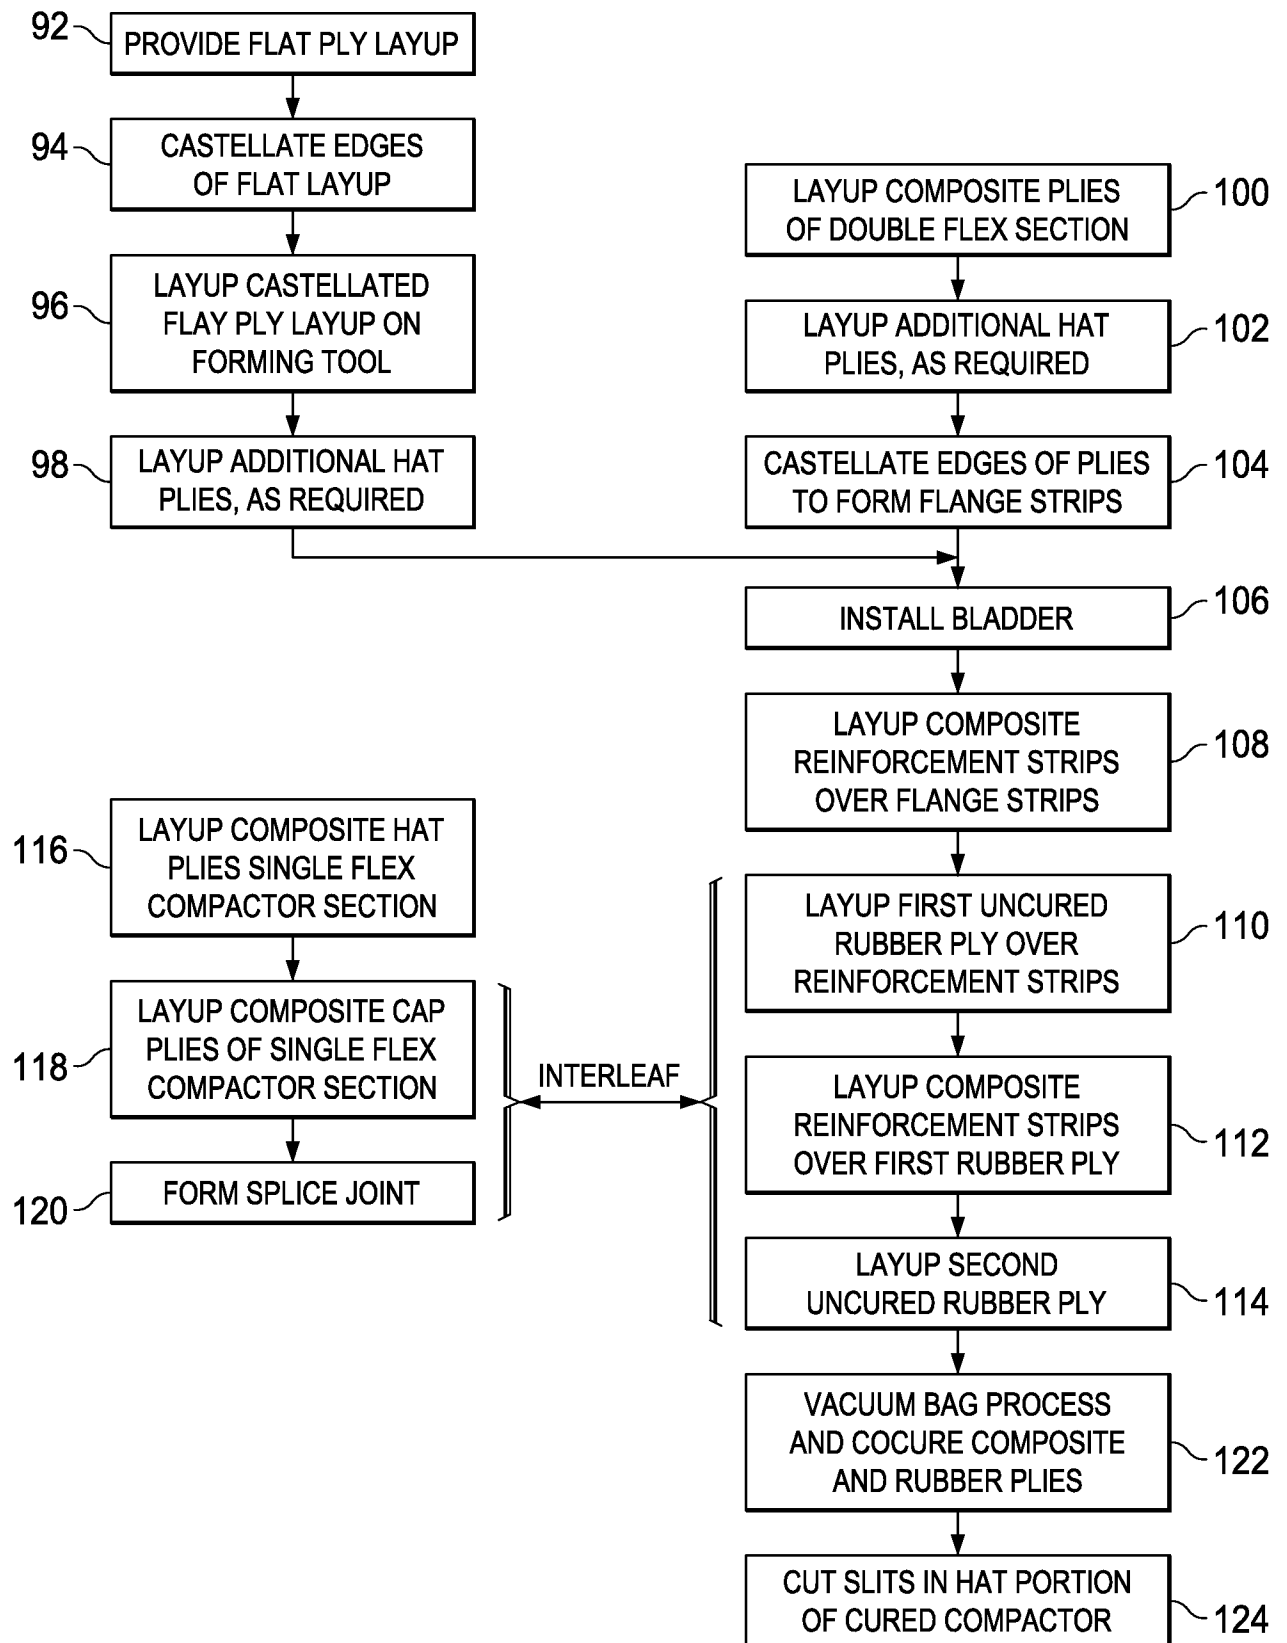 92
PROVIDE FLAT PLY LAYUP
94
CASTELLATE EDGES
OF FLAT LAYUP
96
LAYUP CASTELLATED
FLAY PLY LAYUP ON
FORMING TOOL
98
LAYUP ADDITIONAL HAT
PLIES, AS REQUIRED
LAYUP COMPOSITE PLIES
OF DOUBLE FLEX SECTION
100
LAYUP ADDITIONAL HAT
PLIES, AS REQUIRED
102
CASTELLATE EDGES OF PLIES
TO FORM FLANGE STRIPS
104
INSTALL BLADDER
106
LAYUP COMPOSITE
REINFORCEMENT STRIPS
OVER FLANGE STRIPS
108
116
LAYUP COMPOSITE HAT
PLIES SINGLE FLEX
COMPACTOR SECTION
118
LAYUP COMPOSITE CAP
PLIES OF SINGLE FLEX
COMPACTOR SECTION
120
FORM SPLICE JOINT
INTERLEAF
LAYUP FIRST UNCURED
RUBBER PLY OVER
REINFORCEMENT STRIPS
110
LAYUP COMPOSITE
REINFORCEMENT STRIPS
OVER FIRST RUBBER PLY
112
LAYUP SECOND
UNCURED RUBBER PLY
114
VACUUM BAG PROCESS
AND COCURE COMPOSITE
AND RUBBER PLIES
122
CUT SLITS IN HAT PORTION
OF CURED COMPACTOR
124